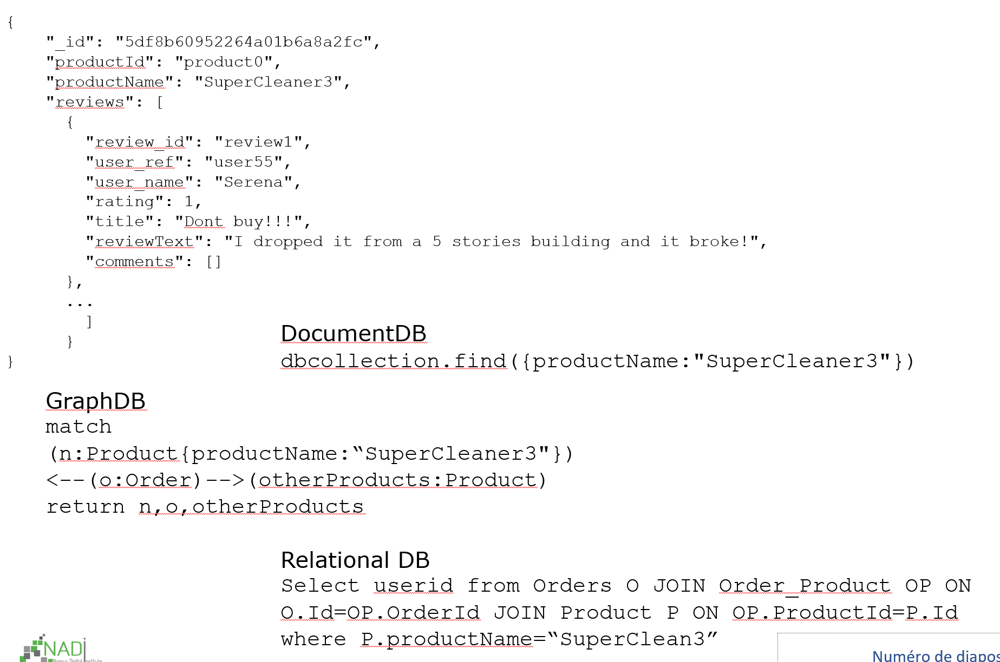 {
"_id": "5df8b60952264a01b6a8a2fc",
"productId": "product0",
"productName": "SuperCleaner3",
"reviews": [
{
"review_id": "review1",
"user_ref": "user55",
"user_name": "Serena",
"rating": 1,
"title": "Dont buy!!!",
"reviewText": "I dropped it from a 5 stories building and it broke!",
"comments": []
},
...
]
}
}
DocumentDB
dbcollection.find({productName:"SuperCleaner3"})
GraphDB
match
(n:Product{productName:“SuperCleaner3"})
<--(o:Order)-->(otherProducts:Product)
return n,o,otherProducts
Relational DB
Select userid from Orders O JOIN Order_Product OP ON
O.Id=OP.OrderId JOIN Product P ON OP.ProductId=P.Id
where P.productName=“SuperClean3”
NADI
Namur Digital Institute
Numéro de diapos